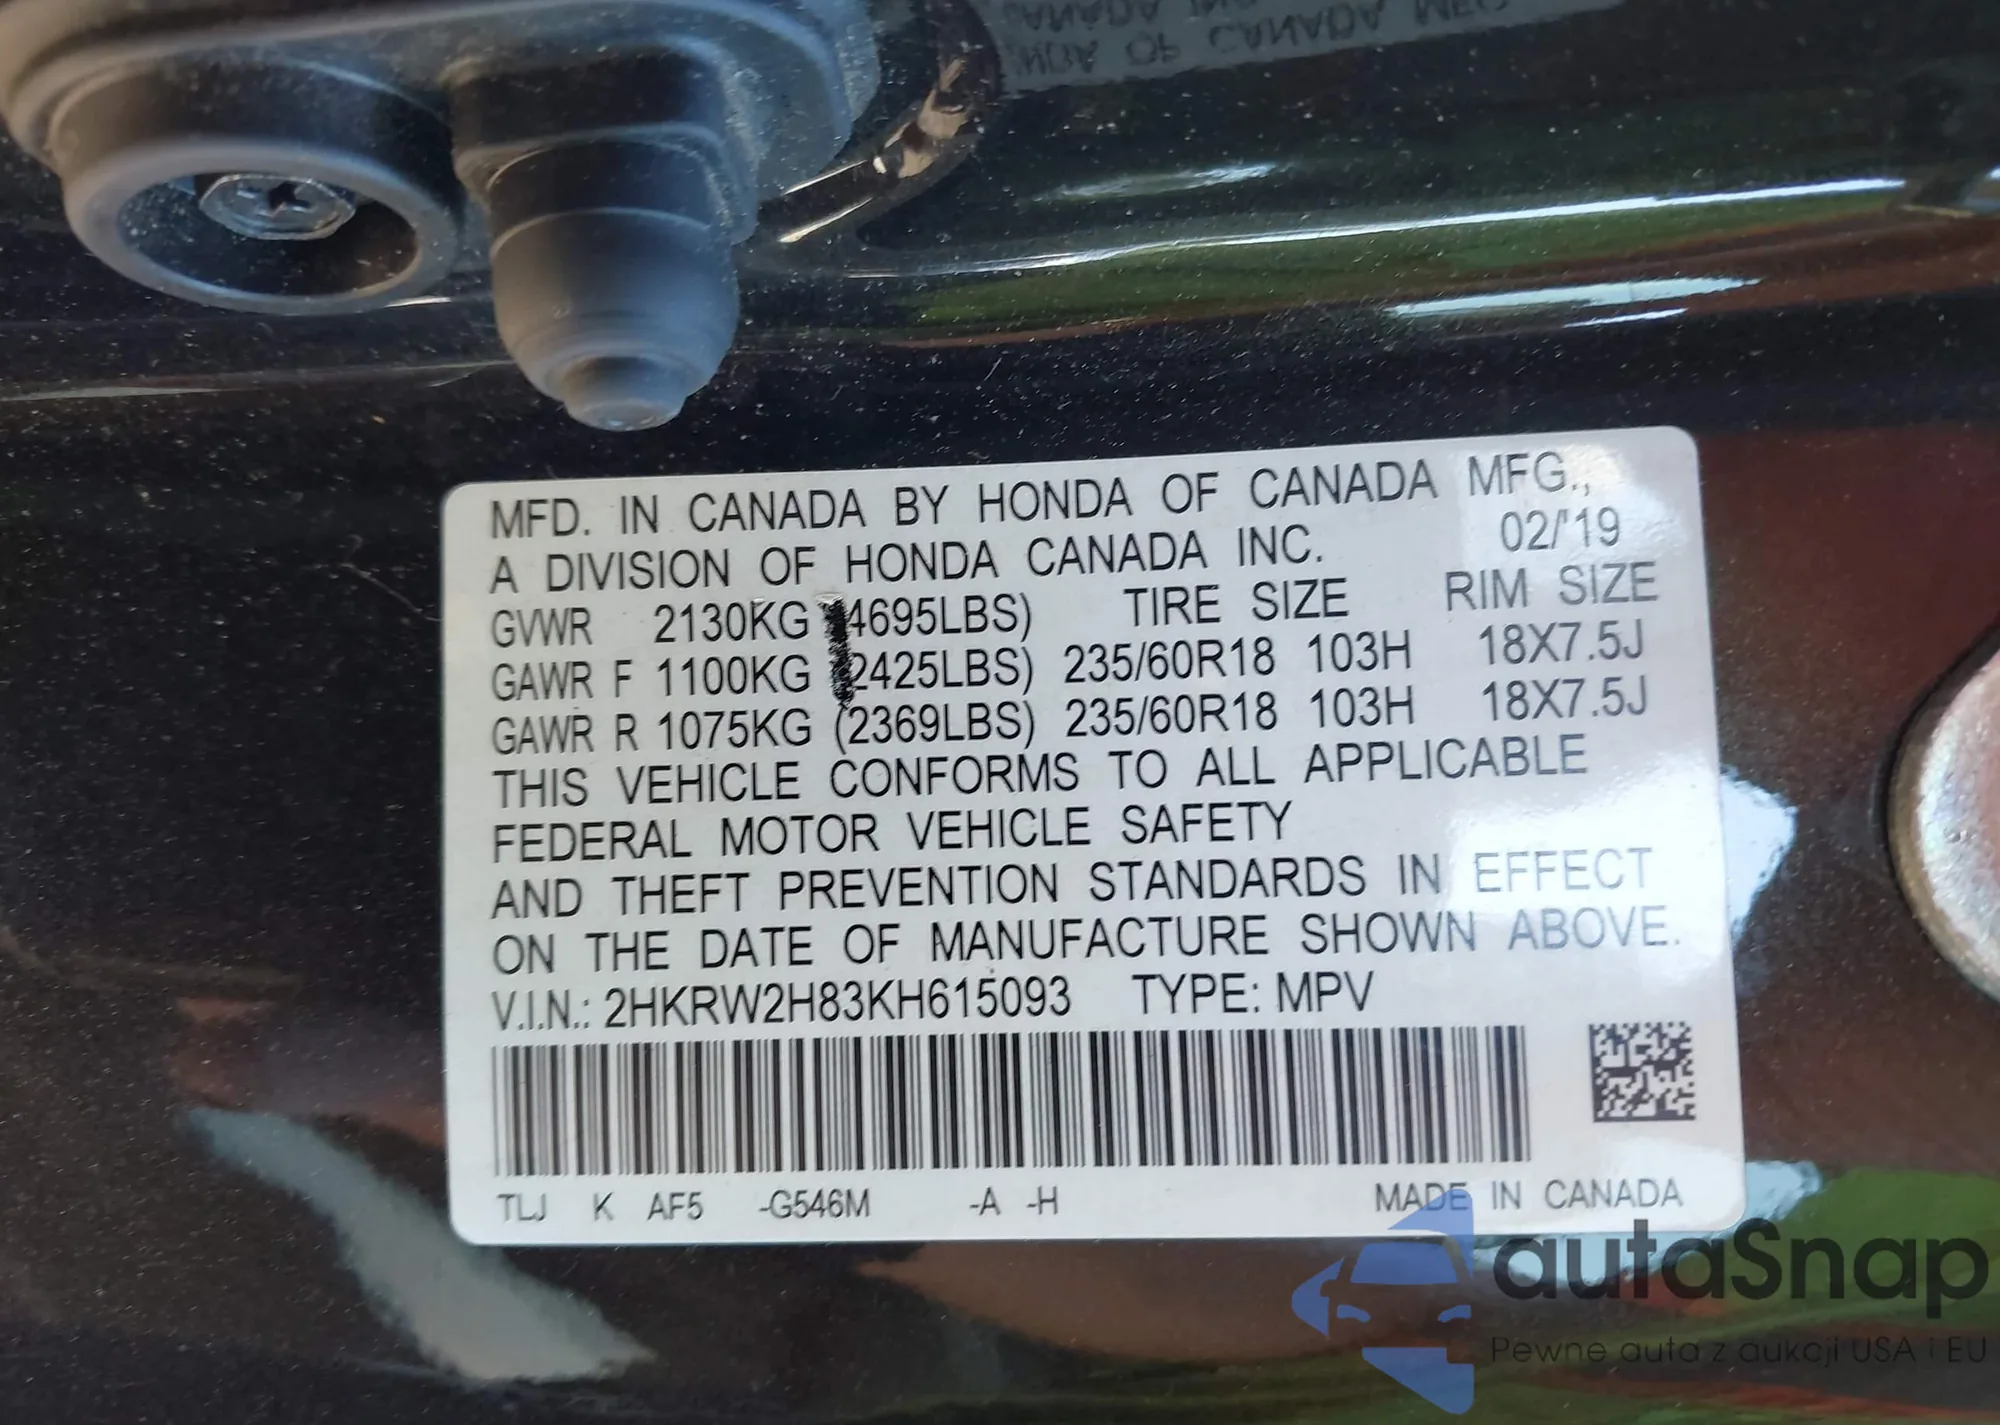 MFD. IN CANADA BY HONDA OF CANADA MFG.,
A DIVISION OF HONDA CANADA INC. 02/'19
GVWR 2130KG 4695LBS) TIRE SIZE RIM SIZE
GAWR F 1100KG (2425LBS) 235/60R18 103H 18X7.5J
GAWR R 1075KG (2369LBS) 235/60R18 103H 18X7.5J
THIS VEHICLE CONFORMS TO ALL APPLICABLE
FEDERAL MOTOR VEHICLE SAFETY
AND THEFT PREVENTION STANDARDS IN EFFECT
ON THE DATE OF MANUFACTURE SHOWN ABOVE.
V.I.N.: 2HKRW2H83KH615093 TYPE: MPV
TLJ K AF5 -G546M -A -H MADE IN CANADA
autaSnap
Pewne auta z aukcji USA i EU